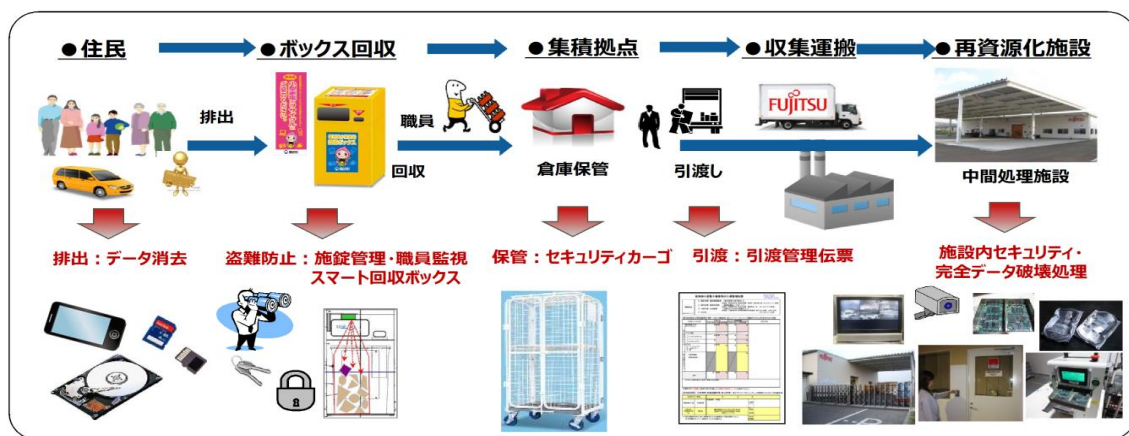 ●住民
●ボックス回収
●集積拠点
●収集運搬
●再資源化施設
排出
職員
回収
倉庫保管
引渡し
FUJITSU
中間処理施設
排出：データ消去
盗難防止：施錠管理・職員監視
スマート回収ボックス
保管：セキュリティカーゴ
引渡：引渡管理伝票
施設内セキュリティ・
完全データ破壊処理